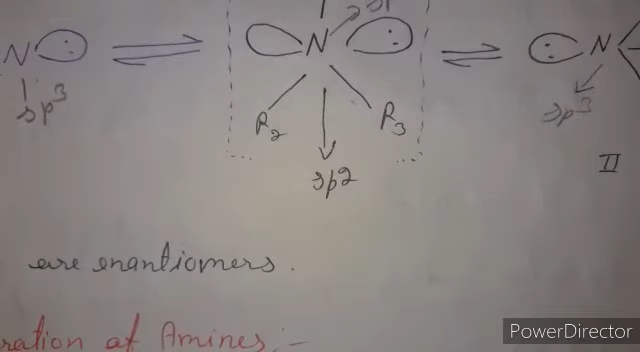 N : N : : N
sp3 R2 R3 sp3
sp2 II
are enantiomers.
ration of Amines :-
PowerDirector